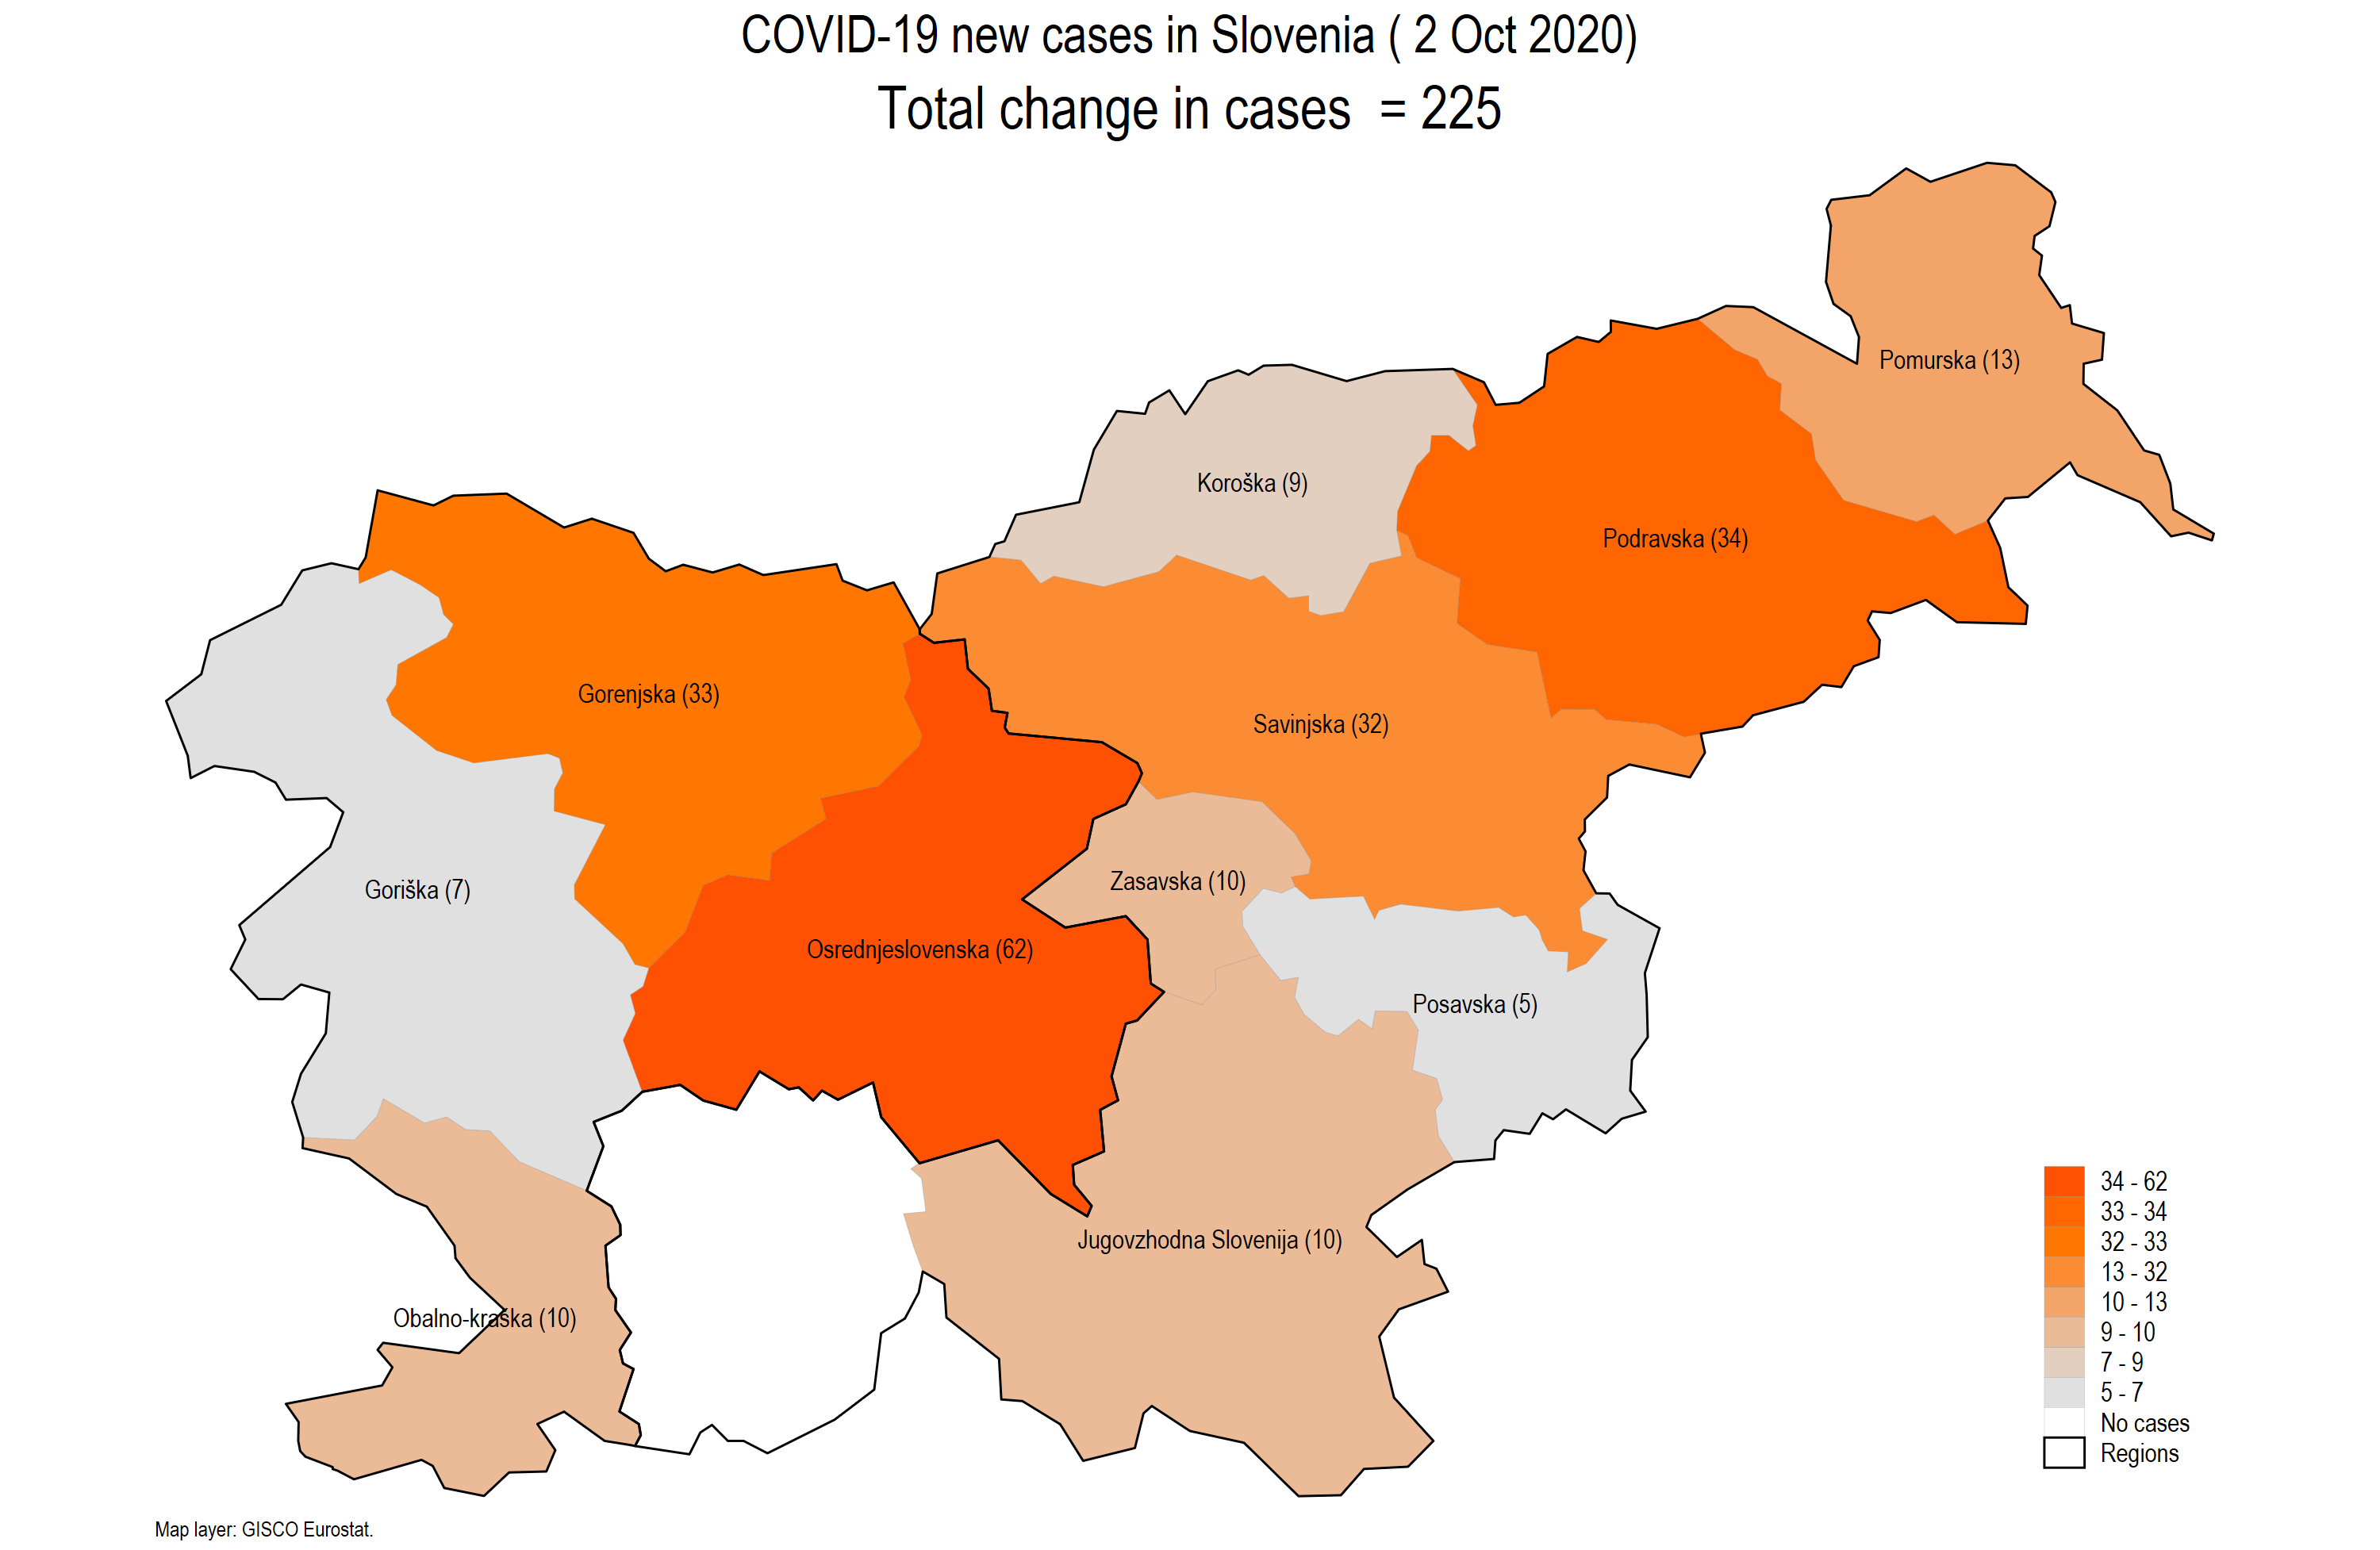 COVID-19 new cases in Slovenia ( 2 Oct 2020)
Total change in cases  = 225
Pomurska (13)
Koroška (9)
Podravska (34)
Gorenjska (33)
Savinjska (32)
Zasavska (10)
Goriška (7)
Osrednjeslovenska (62)
Posavska (5)
Jugovzhodna Slovenija (10)
Obalno-kraška (10)
34 - 62
33 - 34
32 - 33
13 - 32
10 - 13
9 - 10
7 - 9
5 - 7
No cases
Regions
Map layer: GISCO Eurostat.